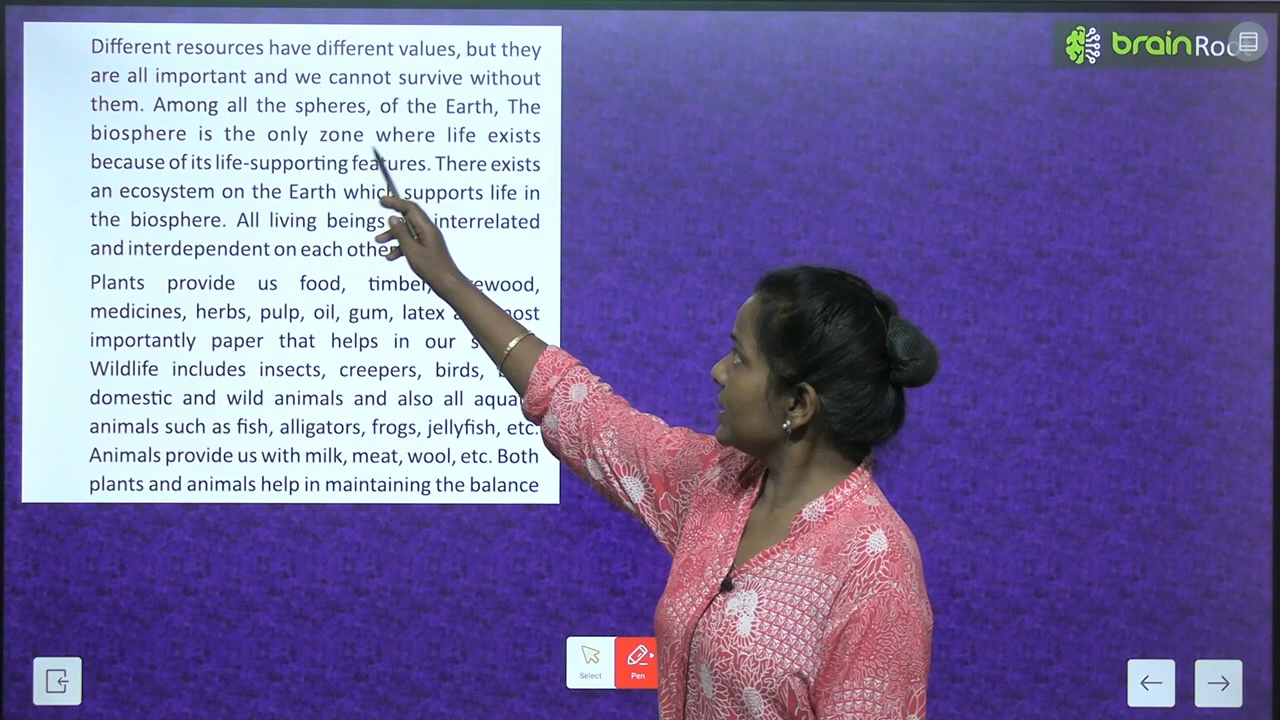 Different resources have different values, but they
are all important and we cannot survive without
them. Among all the spheres, of the Earth, The
biosphere is the only zone where life exists
because of its life-supporting features. There exists
an ecosystem on the Earth which supports life in
the biosphere. All living beings interrelated
and interdependent on each other
Plants provide us food, timber,
medicines, herbs, pulp, oil, gum, latex most
importantly paper that helps in our
Wildlife includes insects, creepers, birds,
domestic and wild animals and also all
animals such as fish, alligators, frogs, jellyfish, etc.
Animals provide us with milk, meat, wool, etc. Both
plants and animals help in maintaining the balance
brainRoot
Select
Pen